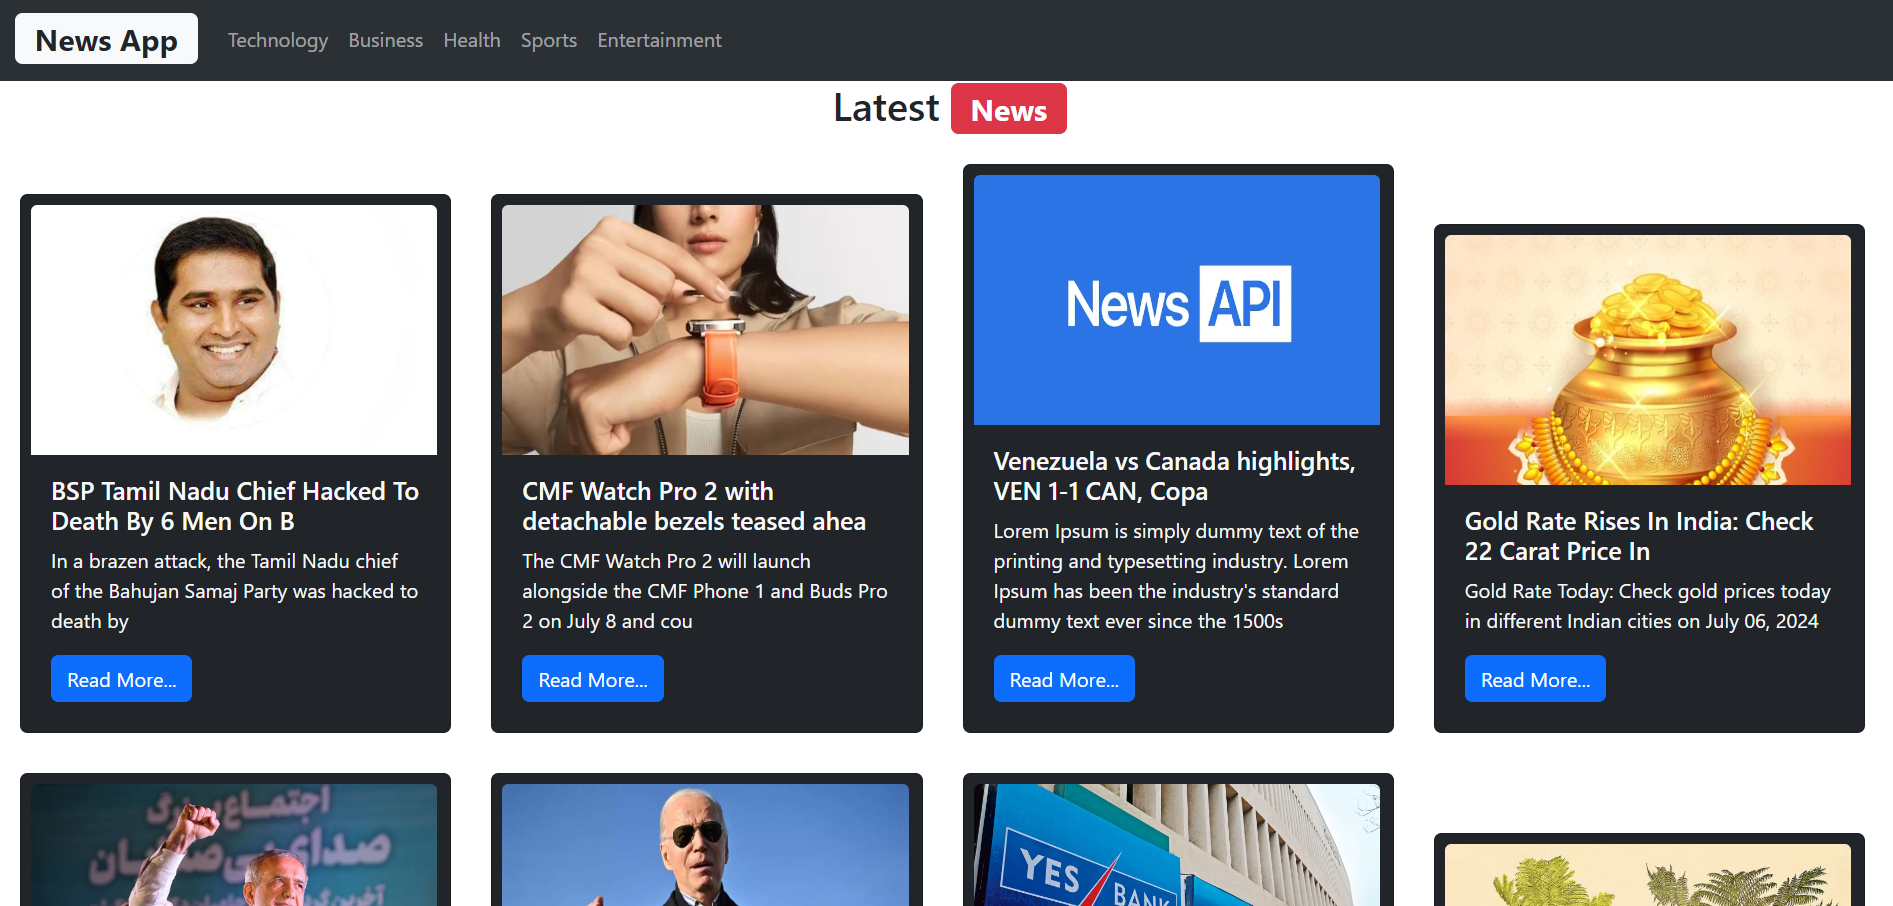 News App
Technology Business Health Sports Entertainment
Latest News
BSP Tamil Nadu Chief Hacked To
Death By 6 Men On B
In a brazen attack, the Tamil Nadu chief
of the Bahujan Samaj Party was hacked to
death by
Read More...
CMF Watch Pro 2 with
detachable bezels teased ahea
The CMF Watch Pro 2 will launch
alongside the CMF Phone 1 and Buds Pro
2 on July 8 and cou
Read More...
News API
Venezuela vs Canada highlights,
VEN 1-1 CAN, Copa
Lorem Ipsum is simply dummy text of the
printing and typesetting industry. Lorem
Ipsum has been the industry's standard
dummy text ever since the 1500s
Read More...
Gold Rate Rises In India: Check
22 Carat Price In
Gold Rate Today: Check gold prices today
in different Indian cities on July 06, 2024
Read More...
اجتماع بزرگ
صدای بی‌صدایان
YES BANK